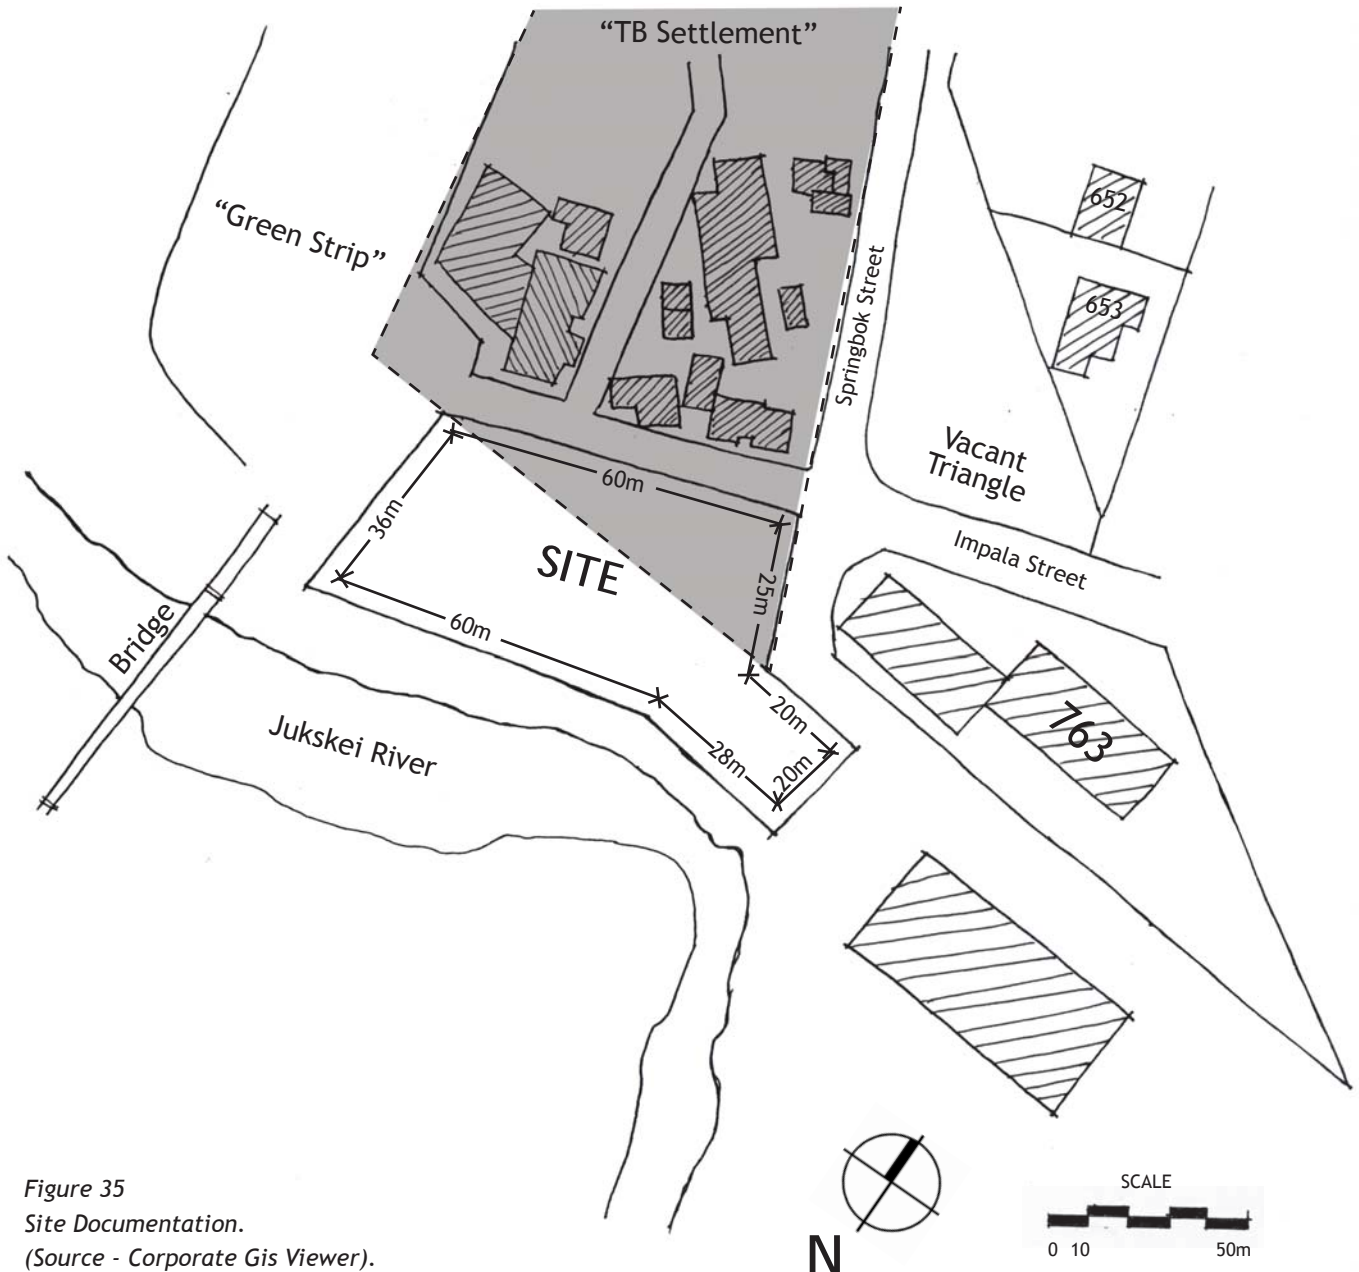 “TB Settlement”
“Green Strip”
652
653
Springbok Street
Vacant
Triangle
60m
36m
SITE
25m
Impala Street
60m
Bridge
20m
763
Jukskei River
28m
20m
Figure 35
Site Documentation.
(Source - Corporate Gis Viewer).
N
SCALE
0 10 50m